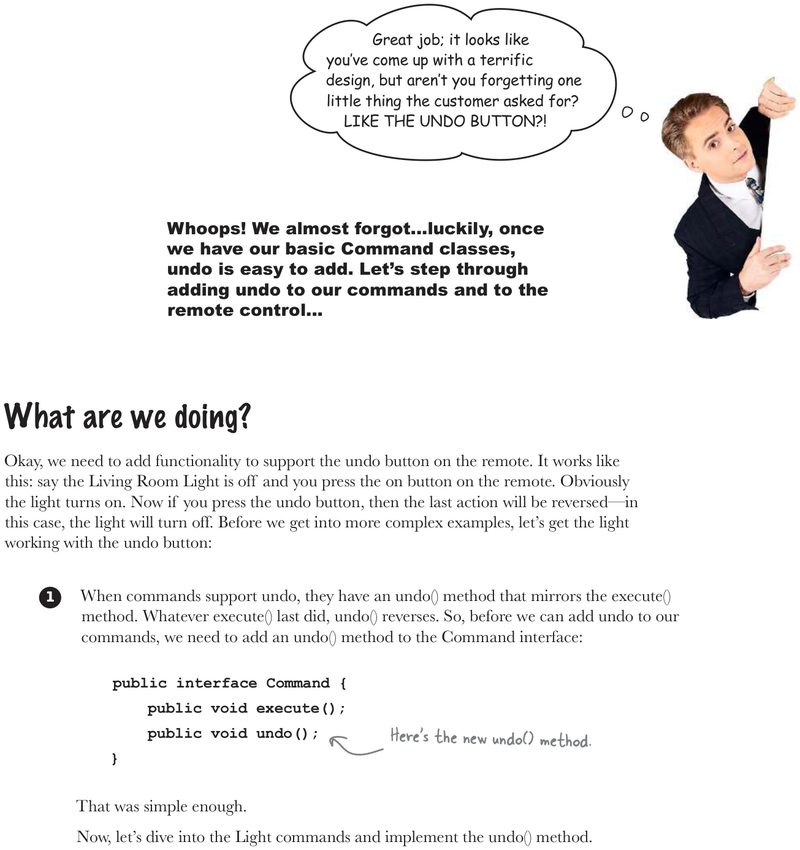 Great job; it looks like
you've come up with a terrific
design, but aren't you forgetting one
little thing the customer asked for?
LIKE THE UNDO BUTTON?!
Whoops! We almost forgot...luckily, once
we have our basic Command classes,
undo is easy to add. Let's step through
adding undo to our commands and to the
remote control...
What are we doing?
Okay, we need to add functionality to support the undo button on the remote. It works like
this: say the Living Room Light is off and you press the on button on the remote. Obviously
the light turns on. Now if you press the undo button, then the last action will be reversed—in
this case, the light will turn off. Before we get into more complex examples, let's get the light
working with the undo button:
1 When commands support undo, they have an undo() method that mirrors the execute()
method. Whatever execute() last did, undo() reverses. So, before we can add undo to our
commands, we need to add an undo() method to the Command interface:
public interface Command {
public void execute();
public void undo();
Here's the new undo() method.
}
That was simple enough.
Now, let's dive into the Light commands and implement the undo() method.